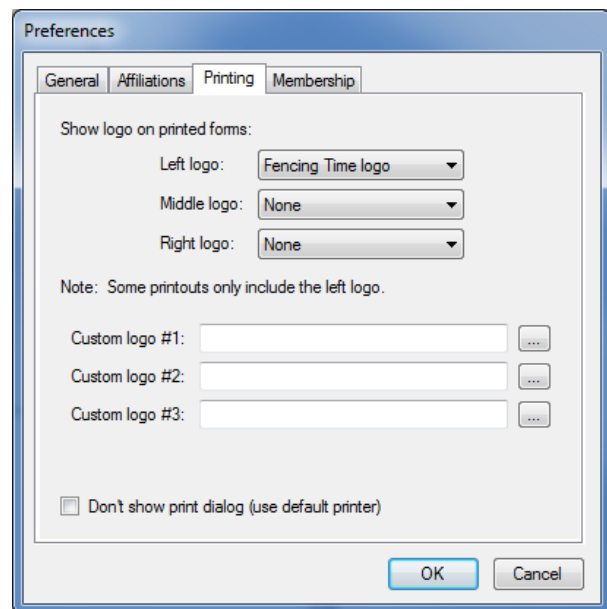 Preferences
General Affiliations Printing Membership
Show logo on printed forms:
Left logo: Fencing Time logo
Middle logo: None
Right logo: None
Note: Some printouts only include the left logo.
Custom logo #1: ...
Custom logo #2: ...
Custom logo #3: ...
Don't show print dialog (use default printer)
OK Cancel